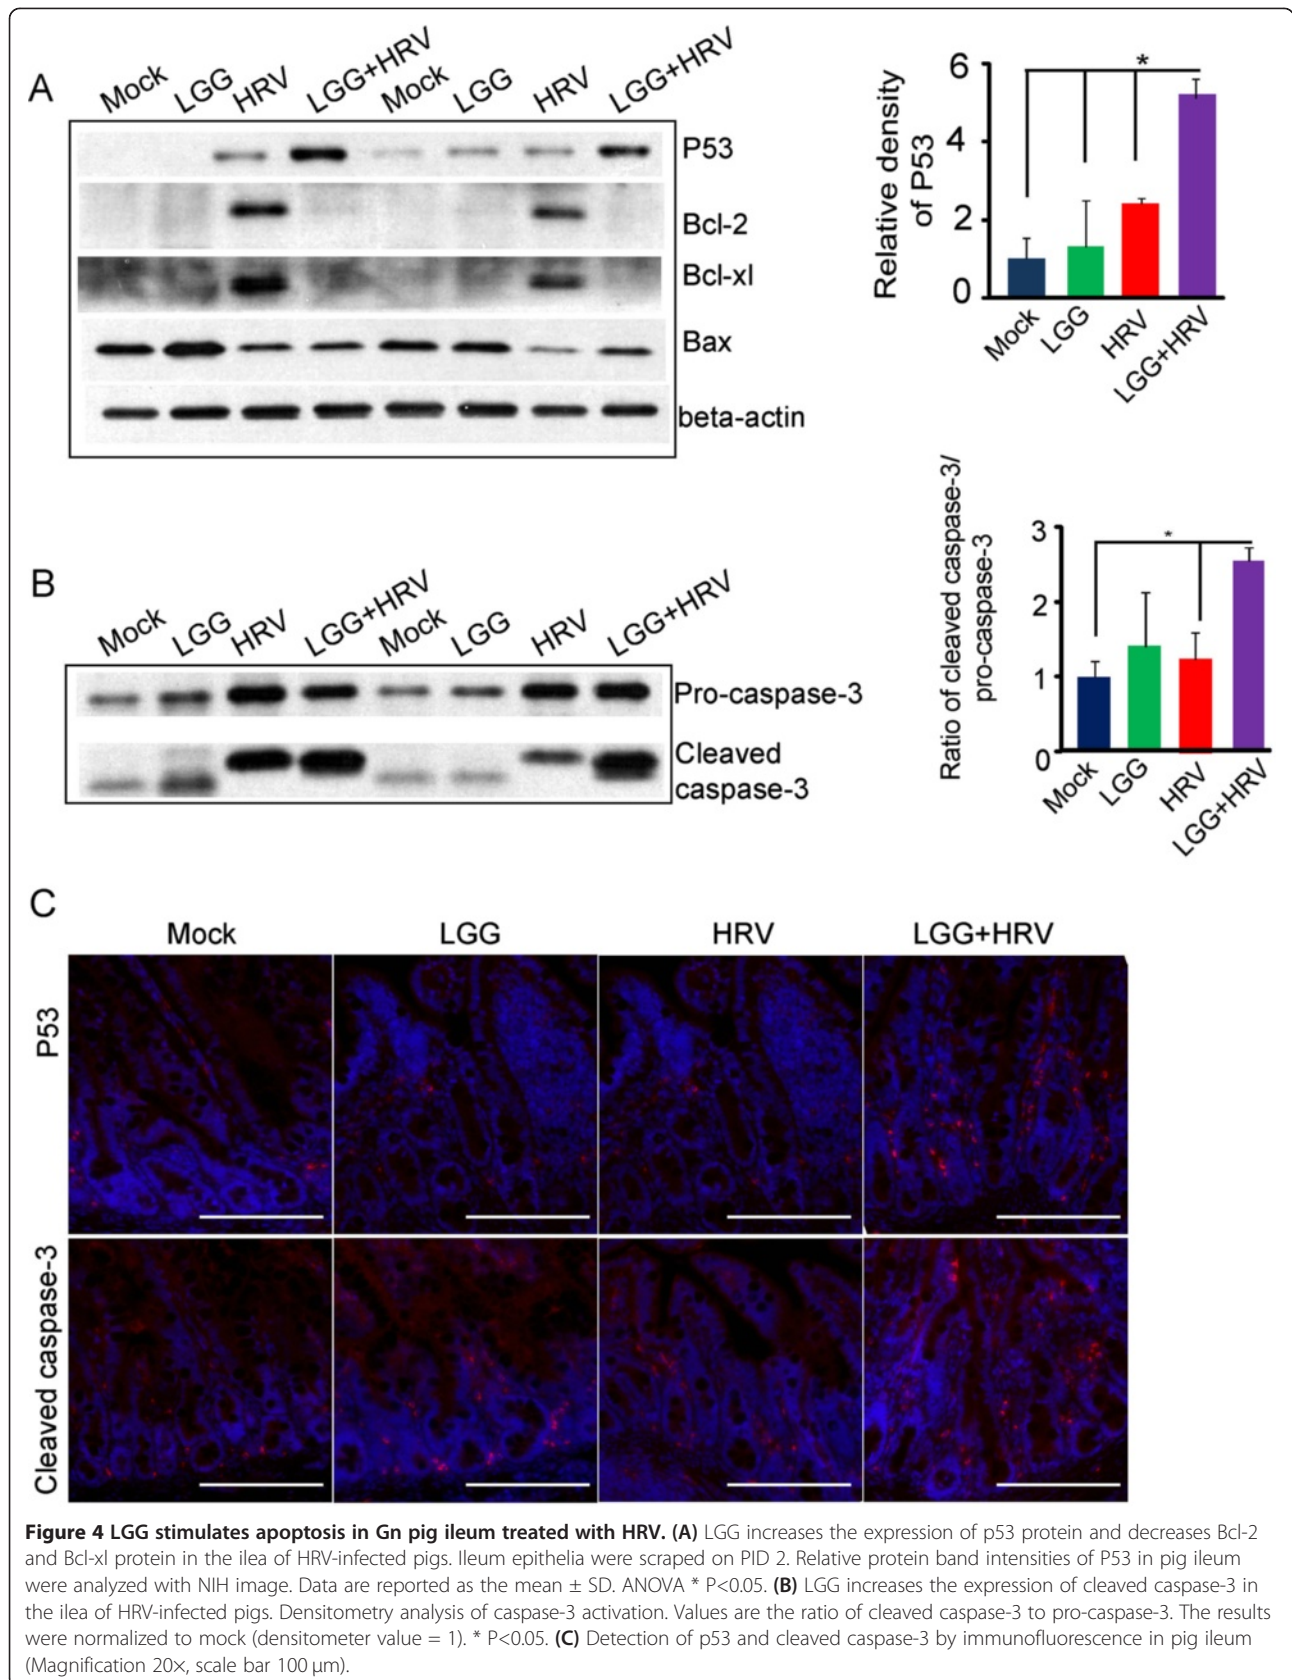 A
Mock LGG HRV LGG+HRV Mock LGG HRV LGG+HRV
P53
Bcl-2
Bcl-xl
Bax
beta-actin
Relative density
of P53
6
4
2
0
*
Mock LGG HRV LGG+HRV
B
Mock LGG HRV LGG+HRV Mock LGG HRV LGG+HRV
Pro-caspase-3
Cleaved
caspase-3
Ratio of cleaved caspase-3/
pro-caspase-3
3
2
1
0
*
Mock LGG HRV LGG+HRV
C
Mock LGG HRV LGG+HRV
P53
Cleaved caspase-3
Figure 4 LGG stimulates apoptosis in Gn pig ileum treated with HRV. (A) LGG increases the expression of p53 protein and decreases Bcl-2
and Bcl-xl protein in the ilea of HRV-infected pigs. Ileum epithelia were scraped on PID 2. Relative protein band intensities of P53 in pig ileum
were analyzed with NIH image. Data are reported as the mean ± SD. ANOVA * P<0.05. (B) LGG increases the expression of cleaved caspase-3 in
the ilea of HRV-infected pigs. Densitometry analysis of caspase-3 activation. Values are the ratio of cleaved caspase-3 to pro-caspase-3. The results
were normalized to mock (densitometer value = 1). * P<0.05. (C) Detection of p53 and cleaved caspase-3 by immunofluorescence in pig ileum
(Magnification 20×, scale bar 100 μm).